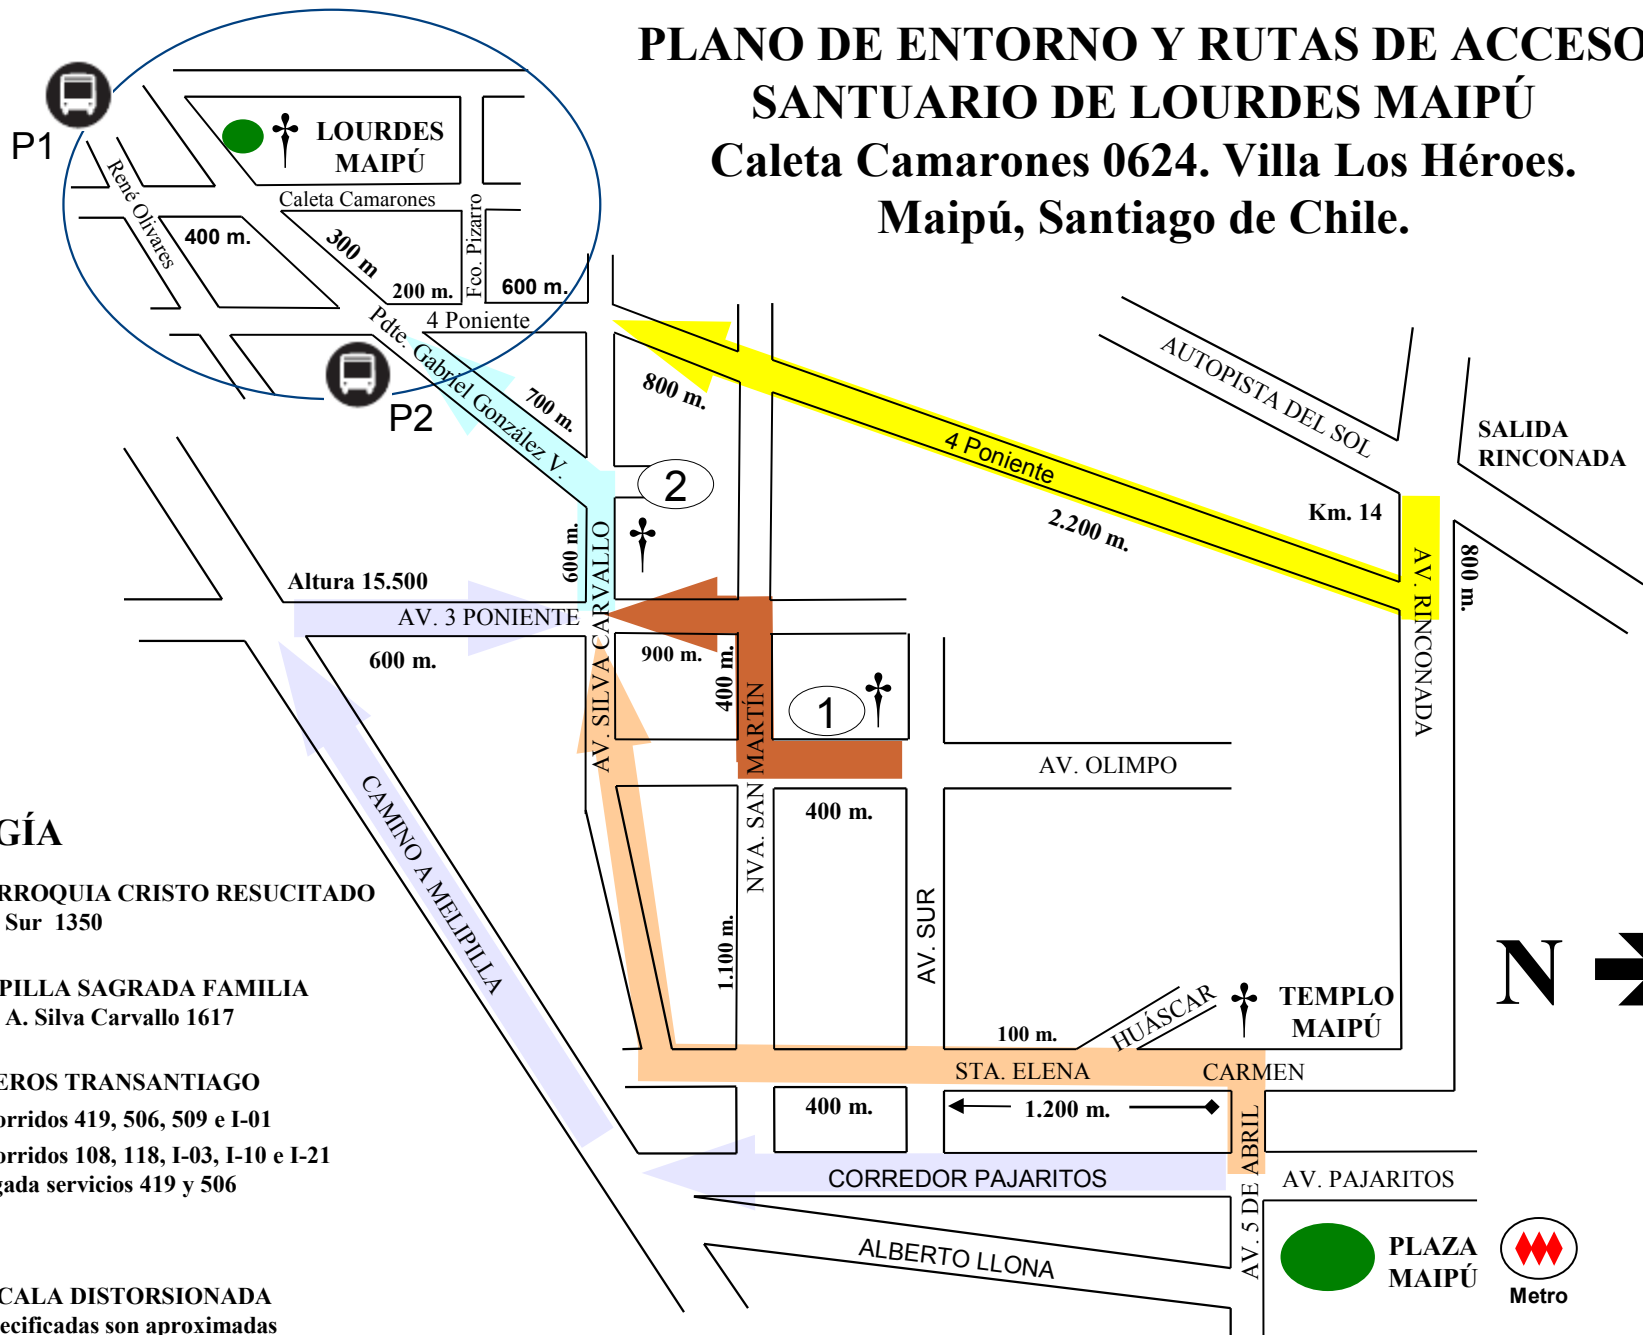 PLANO DE ENTORNO Y RUTAS DE ACCESO
SANTUARIO DE LOURDES MAIPÚ
Caleta Camarones 0624. Villa Los Héroes.
Maipú, Santiago de Chile.
P1
LOURDES
MAIPÚ
René Olivares
Caleta Camarones
400 m.
300 m
Fco. Pizarro
200 m.
600 m.
4 Poniente
Pdte. Gabriel González V.
P2
700 m.
800 m.
4 Poniente
2.200 m.
AUTOPISTA DEL SOL
SALIDA
RINCONADA
Km. 14
AV. RINCONADA
800 m.
2
600 m.
AV. SILVA CARVALLO
Altura 15.500
AV. 3 PONIENTE
600 m.
900 m.
400 m.
1
NVA. SAN MARTÍN
AV. OLIMPO
400 m.
CAMINO A MELIPILLA
1.100 m.
AV. SUR
GÍA
RROQUIA CRISTO RESUCITADO
Sur 1350
PILLA SAGRADA FAMILIA
A. Silva Carvallo 1617
EROS TRANSANTIAGO
orridos 419, 506, 509 e I-01
orridos 108, 118, I-03, I-10 e I-21
gada servicios 419 y 506
CALA DISTORSIONADA
ecificadas son aproximadas
N
HUÁSCAR
TEMPLO
MAIPÚ
100 m.
STA. ELENA
CARMEN
400 m.
1.200 m.
AV. 5 DE ABRIL
CORREDOR PAJARITOS
AV. PAJARITOS
ALBERTO LLONA
PLAZA
MAIPÚ
Metro